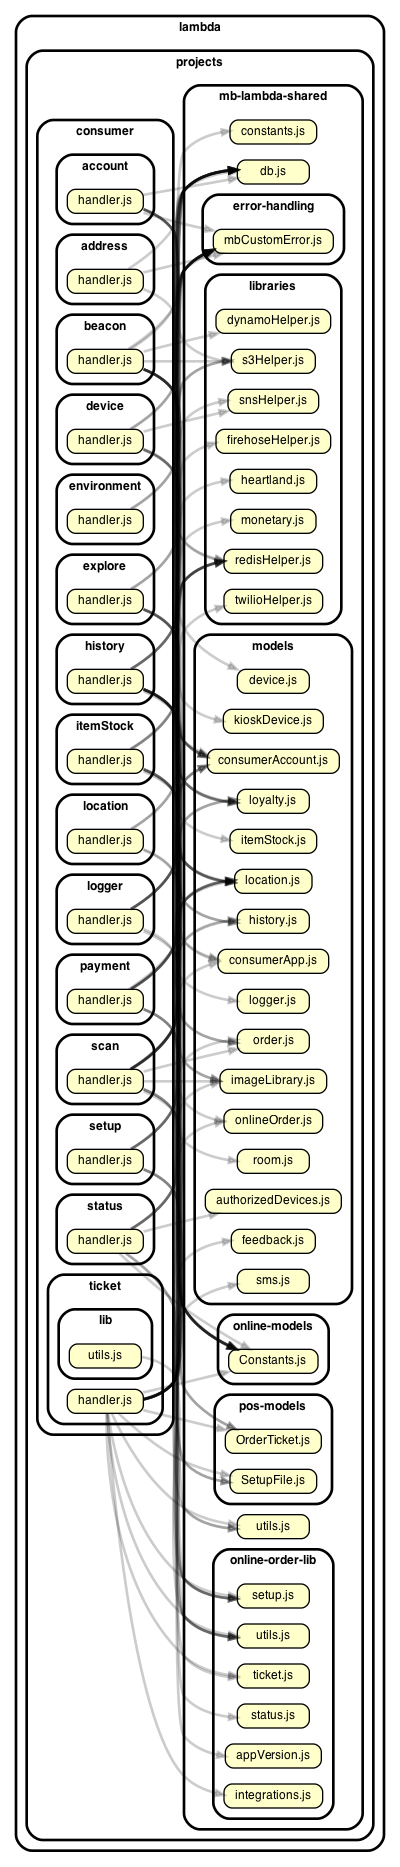 lambda
projects
consumer
account
handler.js
address
handler.js
beacon
handler.js
device
handler.js
environment
handler.js
explore
handler.js
history
handler.js
itemStock
handler.js
location
handler.js
logger
handler.js
payment
handler.js
scan
handler.js
setup
handler.js
status
handler.js
ticket
lib
utils.js
handler.js
mb-lambda-shared
constants.js
db.js
error-handling
mbCustomError.js
libraries
dynamoHelper.js
s3Helper.js
snsHelper.js
firehoseHelper.js
heartland.js
monetary.js
redisHelper.js
twilioHelper.js
models
device.js
kioskDevice.js
consumerAccount.js
loyalty.js
itemStock.js
location.js
history.js
consumerApp.js
logger.js
order.js
imageLibrary.js
onlineOrder.js
room.js
authorizedDevices.js
feedback.js
sms.js
online-models
Constants.js
pos-models
OrderTicket.js
SetupFile.js
utils.js
online-order-lib
setup.js
utils.js
ticket.js
status.js
appVersion.js
integrations.js